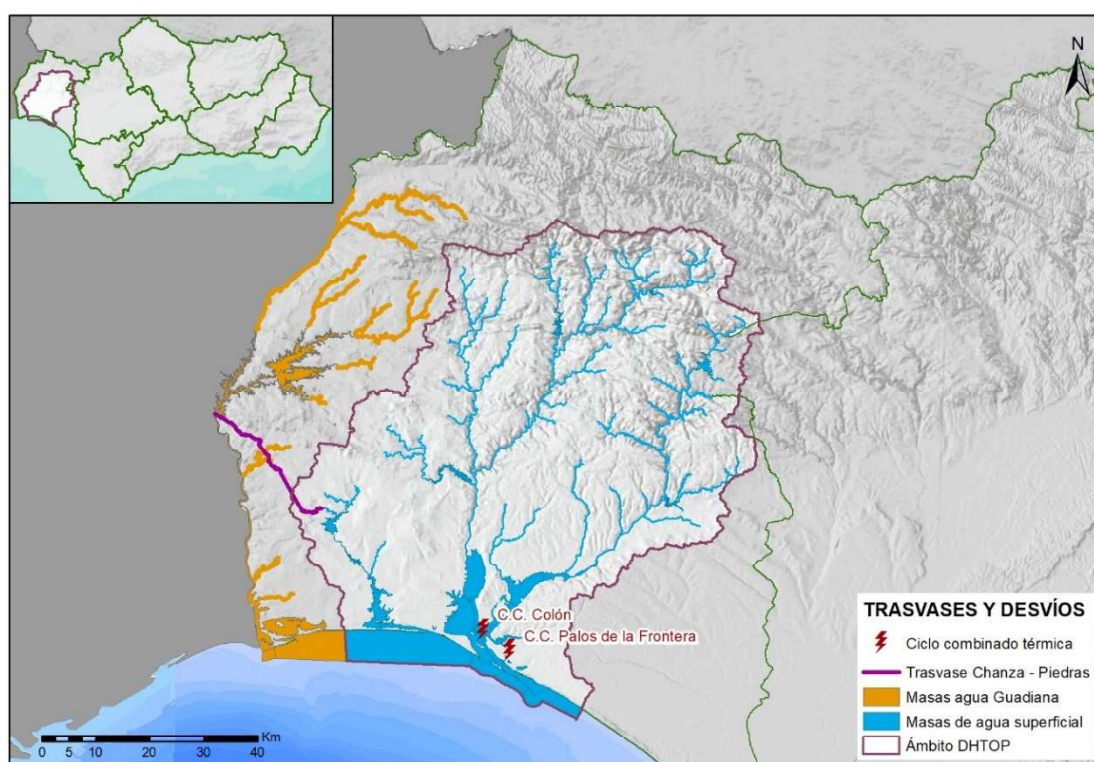 N
C.C. Colón
C.C. Palos de la Frontera
TRASVASES Y DESVÍOS
Ciclo combinado térmica
Trasvase Chanza - Piedras
Masas agua Guadiana
Masas de agua superficial
Ámbito DHTOP
Km
0 5 10 20 30 40